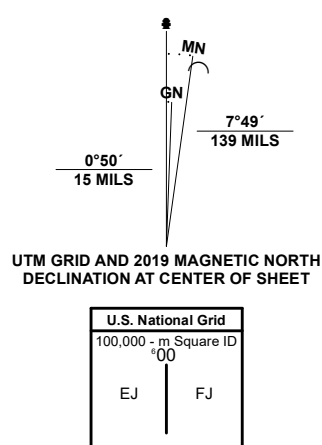 MN
GN
7°49´
139 MILS
0°50´
15 MILS
UTM GRID AND 2019 MAGNETIC NORTH
DECLINATION AT CENTER OF SHEET
U.S. National Grid
100,000 - m Square ID
⁶00
EJ FJ